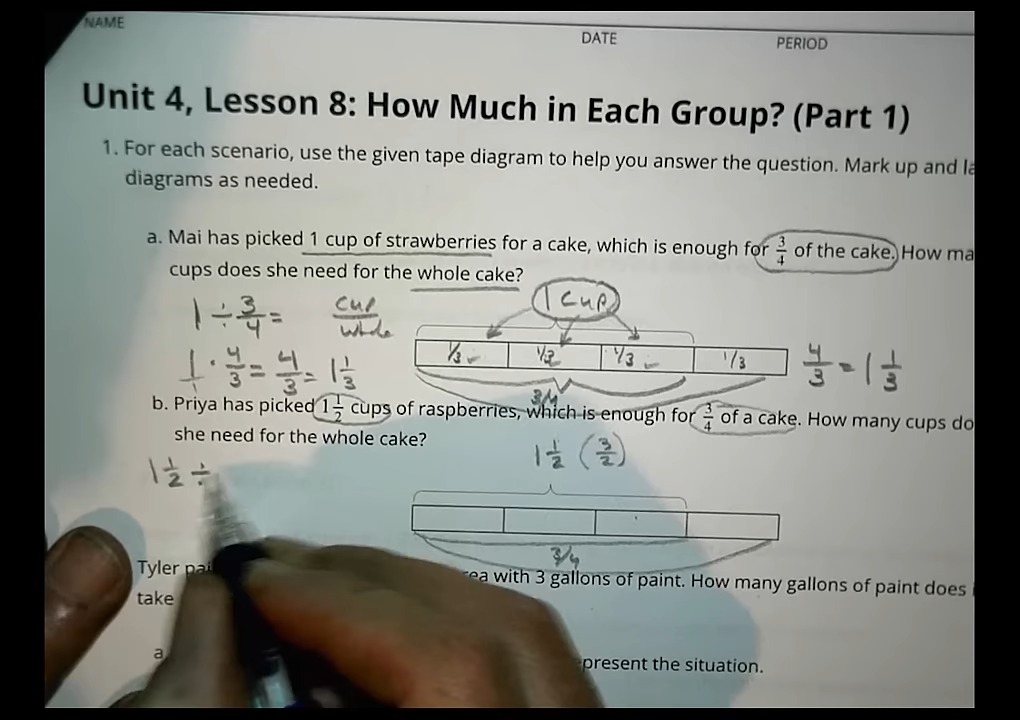 NAME
DATE
PERIOD
Unit 4, Lesson 8: How Much in Each Group? (Part 1)
1. For each scenario, use the given tape diagram to help you answer the question. Mark up and la
diagrams as needed.
a. Mai has picked 1 cup of strawberries for a cake, which is enough for 3/4 of the cake. How ma
cups does she need for the whole cake?
1 ÷ 3/4 = cup/whole
1 cup
1/1 · 4/3 = 4/3 = 1 1/3
1/3 1/3 1/3 1/3
4/3 = 1 1/3
3/4
b. Priya has picked 1 1/2 cups of raspberries, which is enough for 3/4 of a cake. How many cups do
she need for the whole cake?
1 1/2 (3/2)
1 1/2 ÷
3/4
Tyler
with 3 gallons of paint. How many gallons of paint does
take
a.
present the situation.